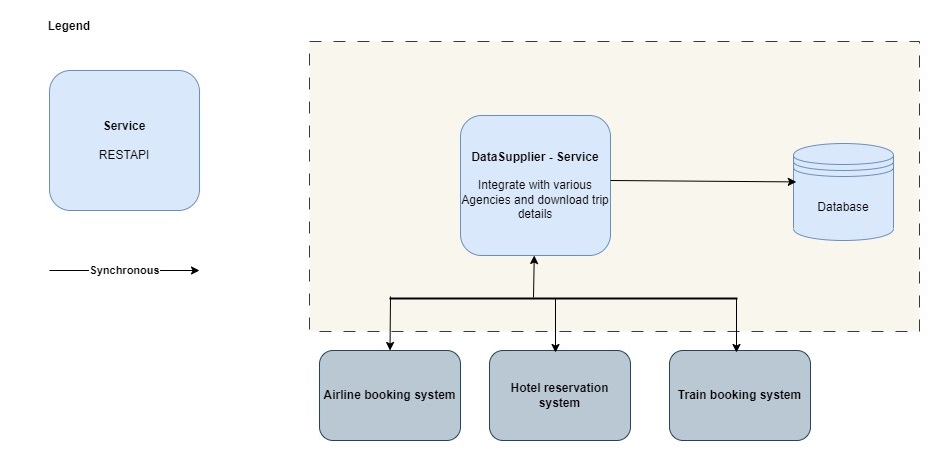 Legend
Service
RESTAPI
Synchronous
DataSupplier - Service
Integrate with various
Agencies and download trip
details
Database
Airline booking system
Hotel reservation
system
Train booking system